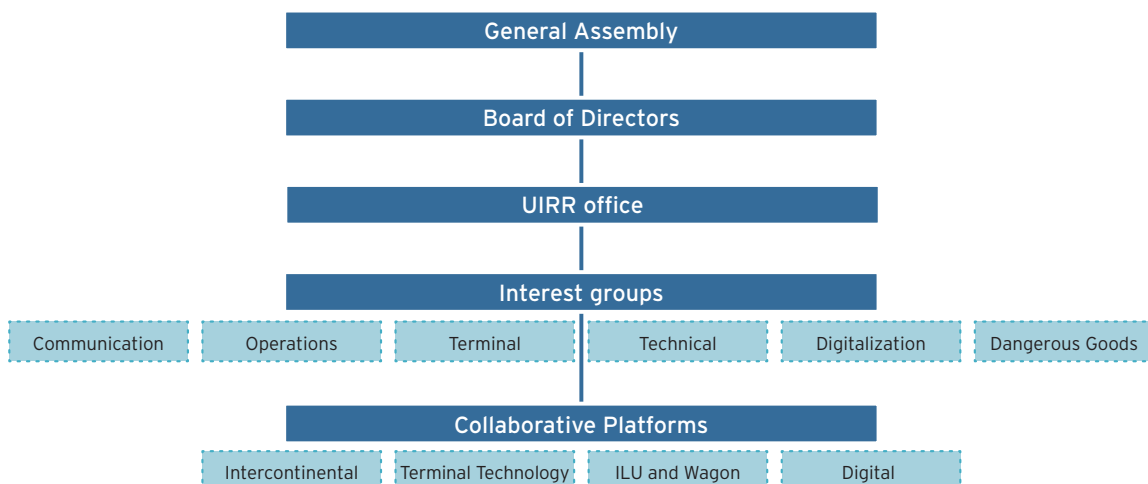 General Assembly
Board of Directors
UIRR office
Interest groups
Communication
Operations
Terminal
Technical
Digitalization
Dangerous Goods
Collaborative Platforms
Intercontinental
Terminal Technology
ILU and Wagon
Digital